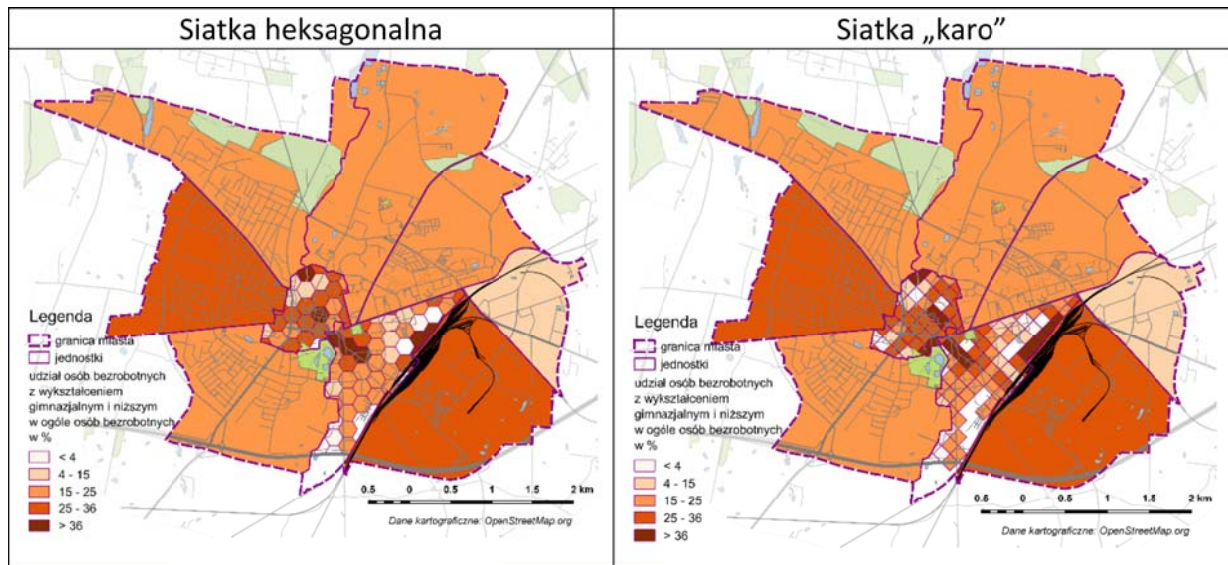 Siatka heksagonalna
Siatka „karo”
Legenda
granica miasta
jednostki
udział osób bezrobotnych
z wykształceniem
gimnazjalnym i niższym
w ogóle osób bezrobotnych
w %
< 4
4 - 15
15 - 25
25 - 36
> 36
0.5 0 0.5 1 1.5 2 km
Dane kartograficzne: OpenStreetMap.org
Legenda
granica miasta
jednostki
udział osób bezrobotnych
z wykształceniem
gimnazjalnym i niższym
w ogóle osób bezrobotnych
w %
< 4
4 - 15
15 - 25
25 - 36
> 36
0.5 0 0.5 1 1.5 2 km
Dane kartograficzne: OpenStreetMap.org